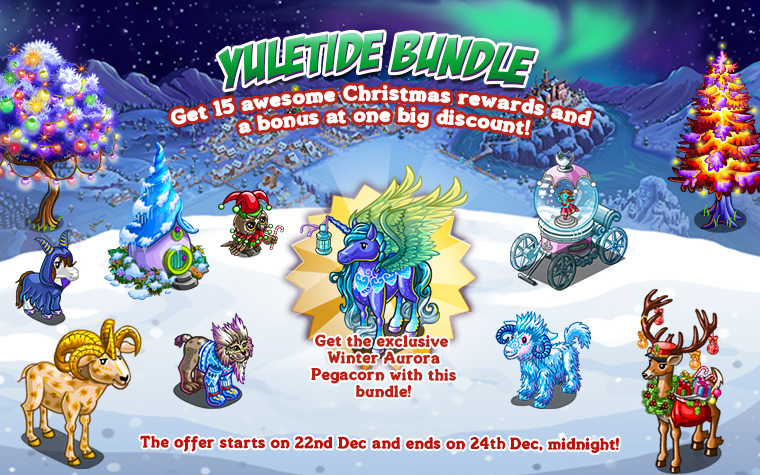 YULETIDE BUNDLE
Get 15 awesome Christmas rewards and
a bonus at one big discount!
Get the exclusive
Winter Aurora
Pegacorn with this
bundle!
The offer starts on 22nd Dec and ends on 24th Dec, midnight!